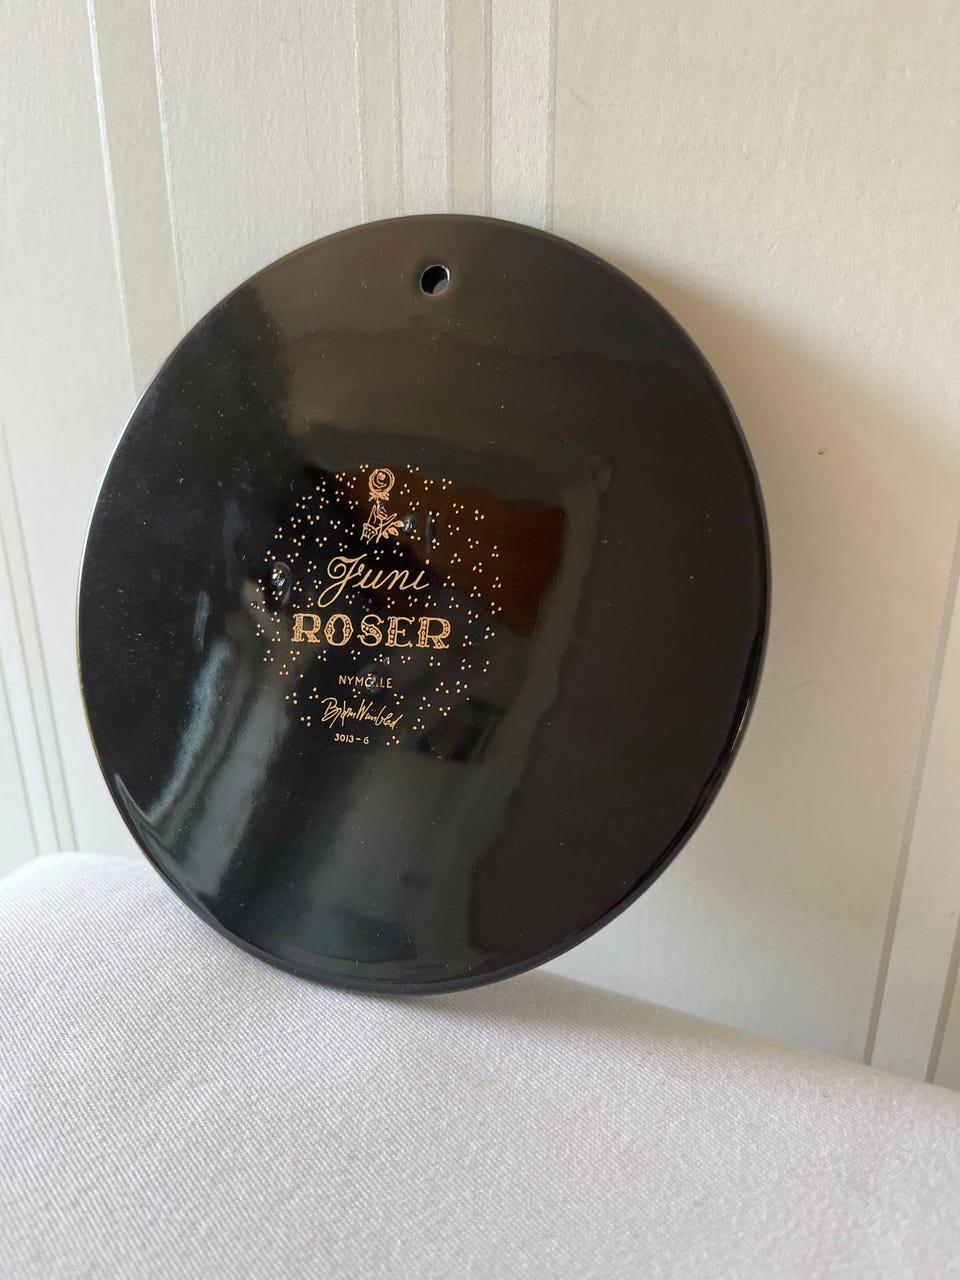 Juni
ROSER
NYMØLLE
Bjørn Wiinblad
3013-6